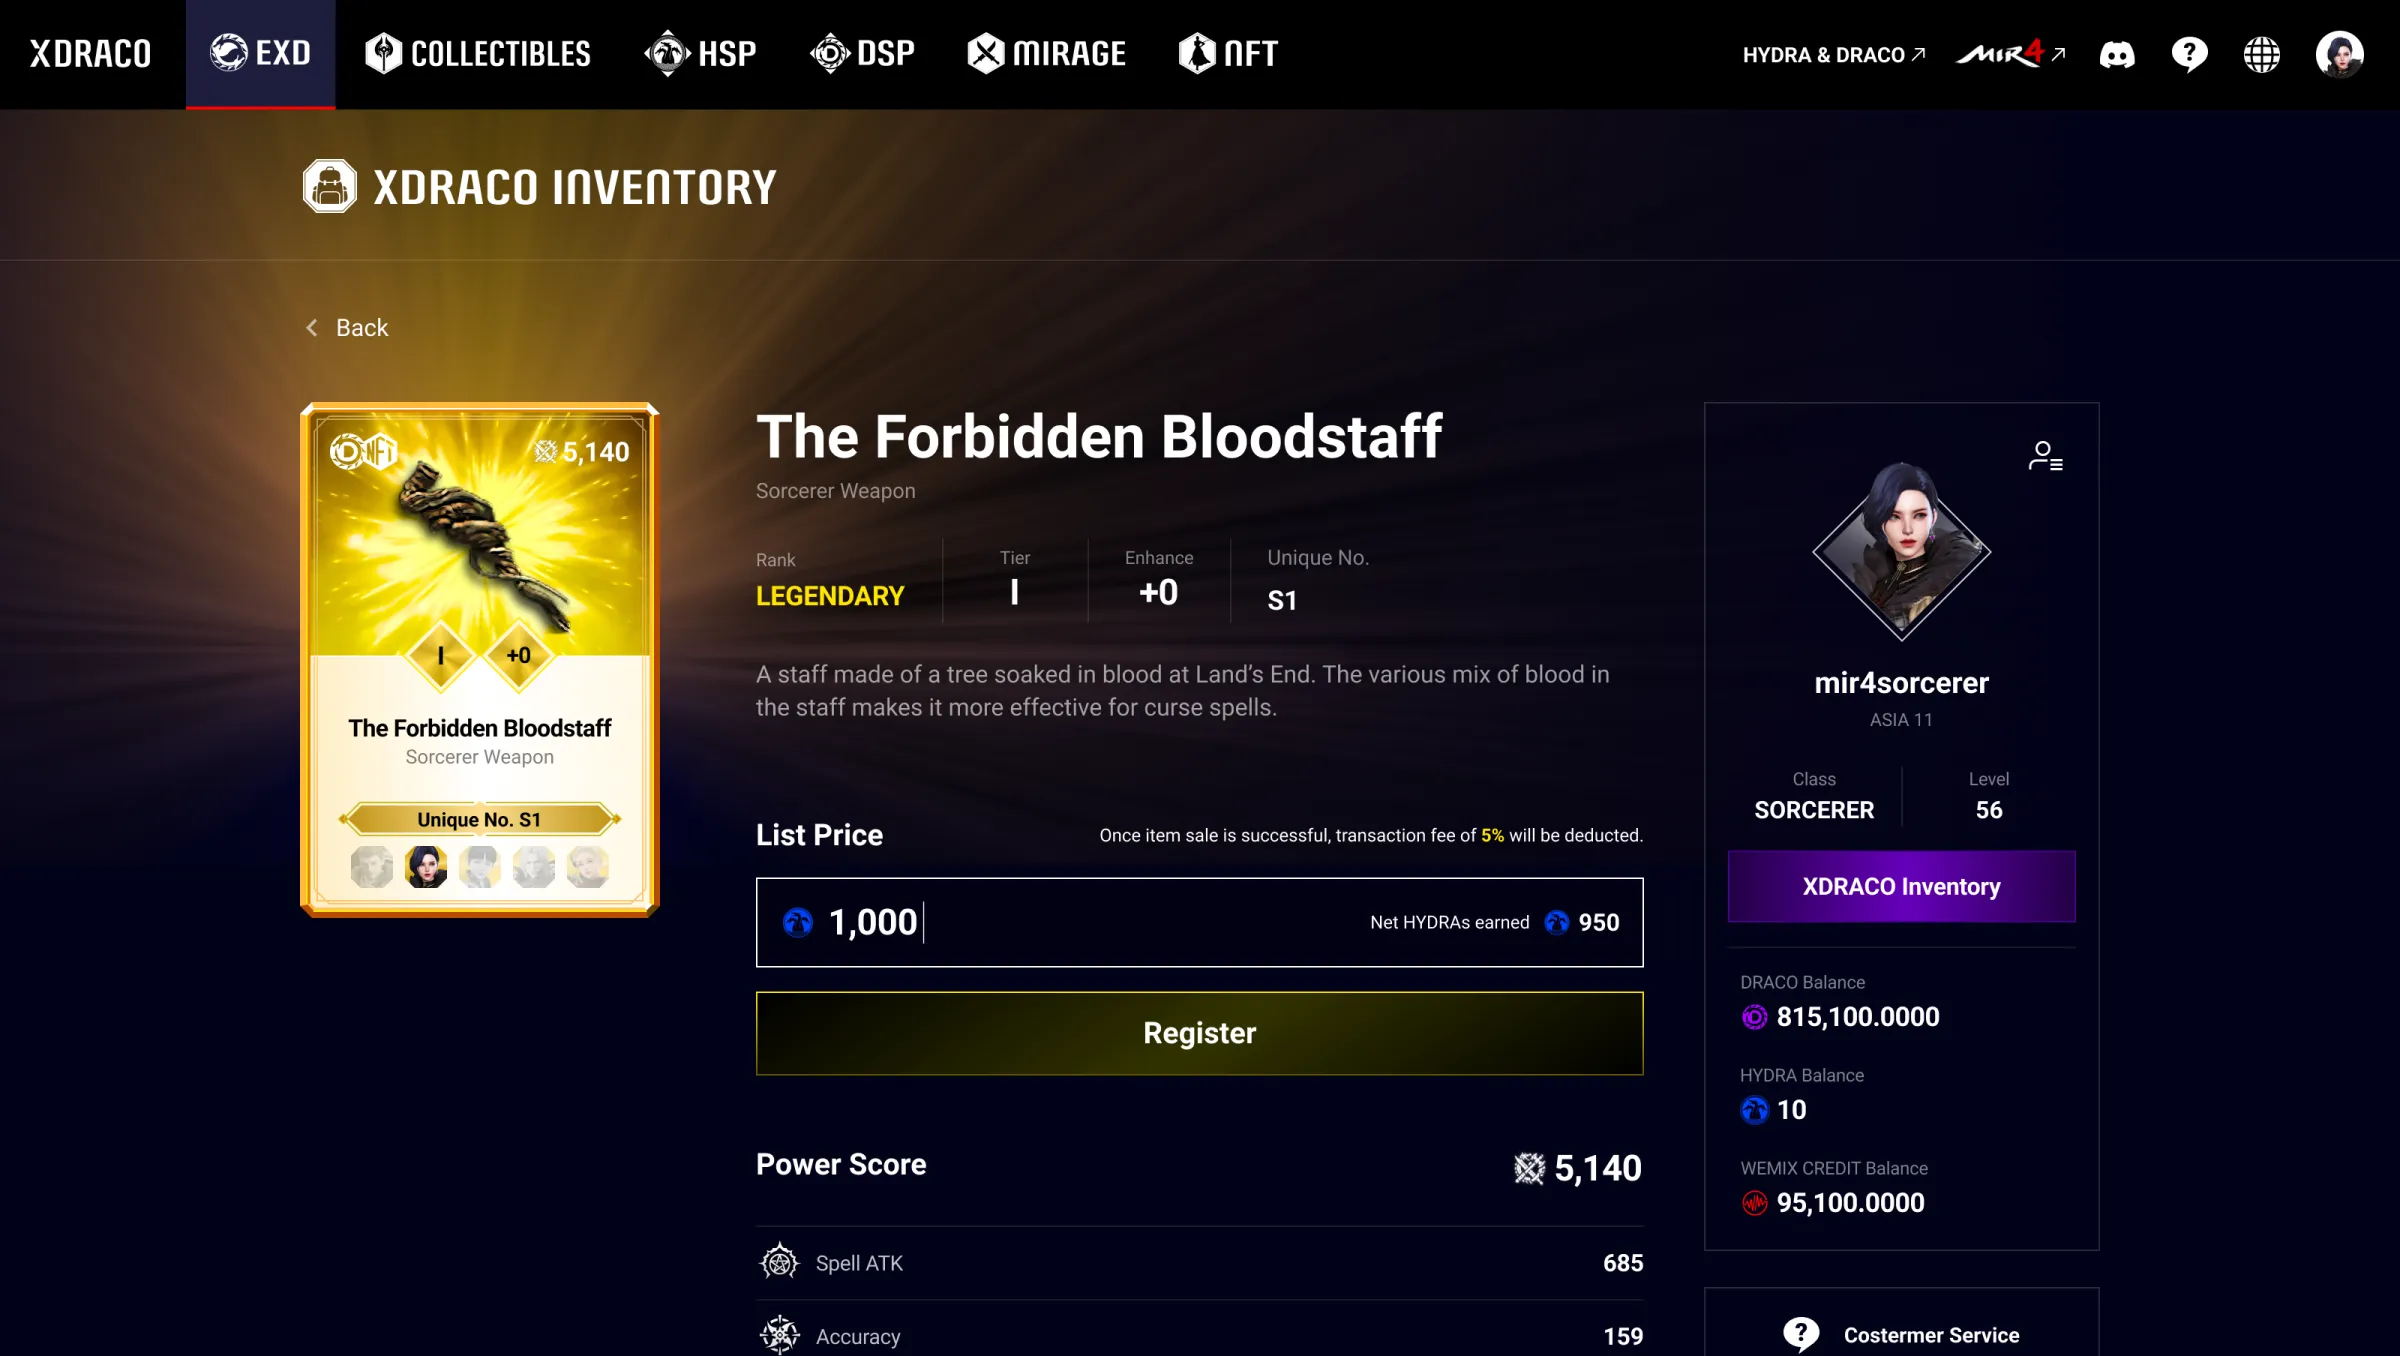 XDRACO
EXD
COLLECTIBLES
HSP
DSP
MIRAGE
NFT
HYDRA & DRACO
MIR4
XDRACO INVENTORY
Back
NFT
5,140
I
+0
The Forbidden Bloodstaff
Sorcerer Weapon
Unique No. S1
The Forbidden Bloodstaff
Sorcerer Weapon
Rank
LEGENDARY
Tier
I
Enhance
+0
Unique No.
S1
A staff made of a tree soaked in blood at Land’s End. The various mix of blood in
the staff makes it more effective for curse spells.
List Price
Once item sale is successful, transaction fee of 5% will be deducted.
1,000
Net HYDRAs earned 950
Register
Power Score
5,140
Spell ATK
685
Accuracy
159
mir4sorcerer
ASIA 11
Class
SORCERER
Level
56
XDRACO Inventory
DRACO Balance
815,100.0000
HYDRA Balance
10
WEMIX CREDIT Balance
95,100.0000
Costermer Service